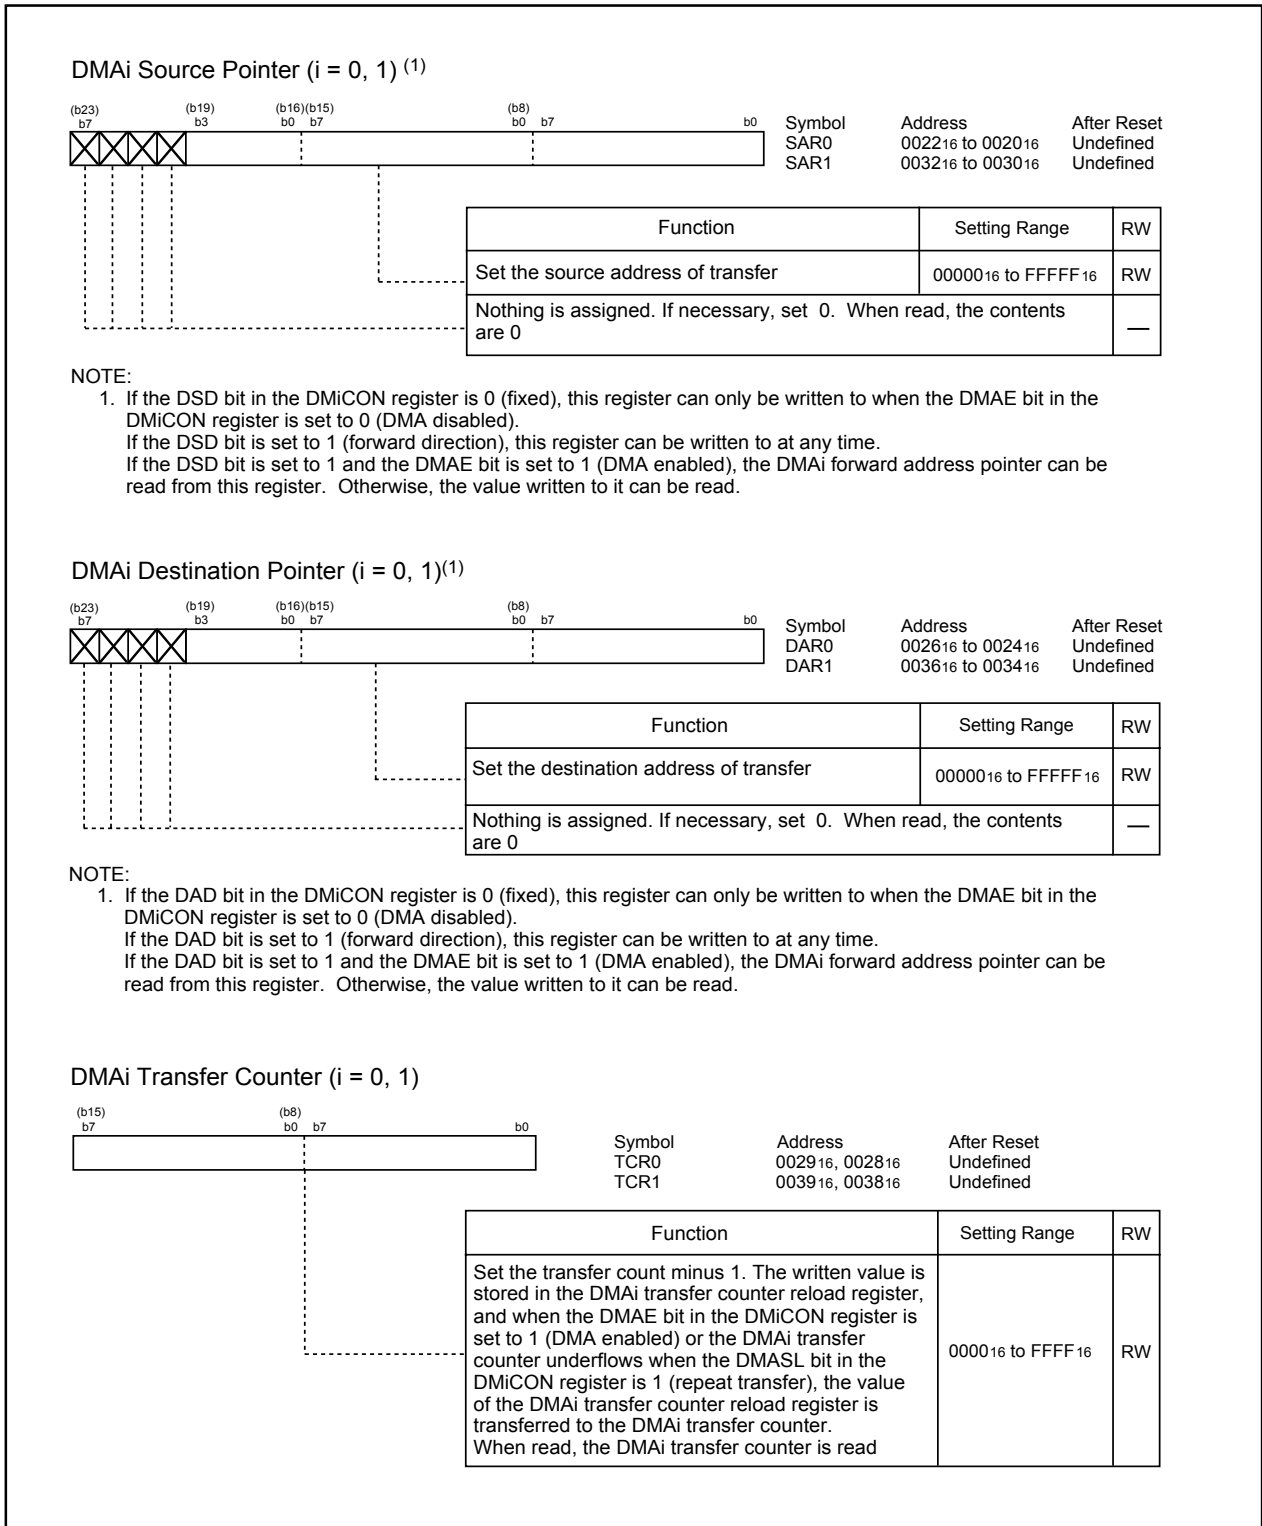 DMAi Source Pointer (i = 0, 1) (1)
(b23) (b19) (b16)(b15) (b8)
b7 b3 b0 b7 b0 b7 b0
Symbol Address After Reset
SAR0 002216 to 002016 Undefined
SAR1 003216 to 003016 Undefined
Function Setting Range RW
Set the source address of transfer 0000016 to FFFFF16 RW
Nothing is assigned. If necessary, set 0. When read, the contents
are 0 —
NOTE:
1. If the DSD bit in the DMiCON register is 0 (fixed), this register can only be written to when the DMAE bit in the
DMiCON register is set to 0 (DMA disabled).
If the DSD bit is set to 1 (forward direction), this register can be written to at any time.
If the DSD bit is set to 1 and the DMAE bit is set to 1 (DMA enabled), the DMAi forward address pointer can be
read from this register. Otherwise, the value written to it can be read.
DMAi Destination Pointer (i = 0, 1)(1)
(b23) (b19) (b16)(b15) (b8)
b7 b3 b0 b7 b0 b7 b0
Symbol Address After Reset
DAR0 002616 to 002416 Undefined
DAR1 003616 to 003416 Undefined
Function Setting Range RW
Set the destination address of transfer 0000016 to FFFFF16 RW
Nothing is assigned. If necessary, set 0. When read, the contents
are 0 —
NOTE:
1. If the DAD bit in the DMiCON register is 0 (fixed), this register can only be written to when the DMAE bit in the
DMiCON register is set to 0 (DMA disabled).
If the DAD bit is set to 1 (forward direction), this register can be written to at any time.
If the DAD bit is set to 1 and the DMAE bit is set to 1 (DMA enabled), the DMAi forward address pointer can be
read from this register. Otherwise, the value written to it can be read.
DMAi Transfer Counter (i = 0, 1)
(b15) (b8)
b7 b0 b7 b0
Symbol Address After Reset
TCR0 002916, 002816 Undefined
TCR1 003916, 003816 Undefined
Function Setting Range RW
Set the transfer count minus 1. The written value is
stored in the DMAi transfer counter reload register,
and when the DMAE bit in the DMiCON register is
set to 1 (DMA enabled) or the DMAi transfer
counter underflows when the DMASL bit in the
DMiCON register is 1 (repeat transfer), the value
of the DMAi transfer counter reload register is
transferred to the DMAi transfer counter.
When read, the DMAi transfer counter is read
000016 to FFFF16 RW